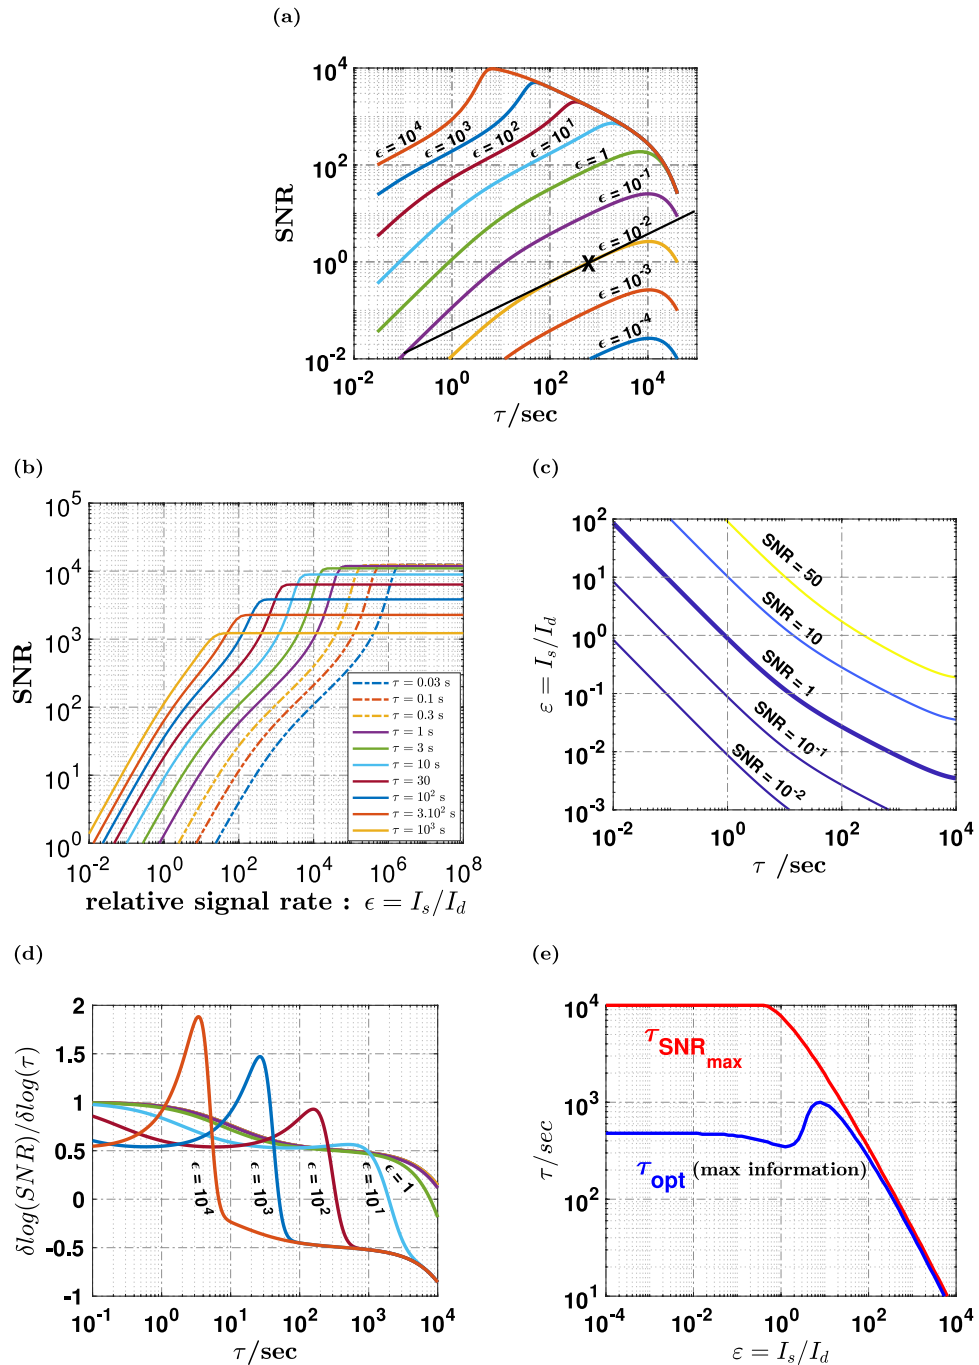 (a)
10^4
10^2
10^0
10^-2
SNR
ϵ = 10^4
ϵ = 10^3
ϵ = 10^2
ϵ = 10^1
ϵ = 1
ϵ = 10^-1
ϵ = 10^-2
ϵ = 10^-3
ϵ = 10^-4
X
10^-2 10^0 10^2 10^4
τ/sec
(b)
10^5
10^4
10^3
10^2
10^1
10^0
SNR
τ = 0.03 s
τ = 0.1 s
τ = 0.3 s
τ = 1 s
τ = 3 s
τ = 10 s
τ = 30
τ = 10^2 s
τ = 3.10^2 s
τ = 10^3 s
10^-2 10^0 10^2 10^4 10^6 10^8
relative signal rate : ϵ = I_s/I_d
(c)
10^2
10^1
10^0
10^-1
10^-2
10^-3
ε = I_s/I_d
SNR = 50
SNR = 10
SNR = 1
SNR = 10^-1
SNR = 10^-2
10^-2 10^0 10^2 10^4
τ /sec
(d)
2
1.5
1
0.5
0
-0.5
-1
δlog(SNR)/δlog(τ)
ϵ = 10^4
ϵ = 10^3
ϵ = 10^2
ϵ = 10^1
ϵ = 1
10^-1 10^0 10^1 10^2 10^3 10^4
τ/sec
(e)
10^4
10^3
10^2
10^1
τ/sec
τ_SNR_max
τ_opt (max information)
10^-4 10^-2 10^0 10^2 10^4
ε = I_s/I_d